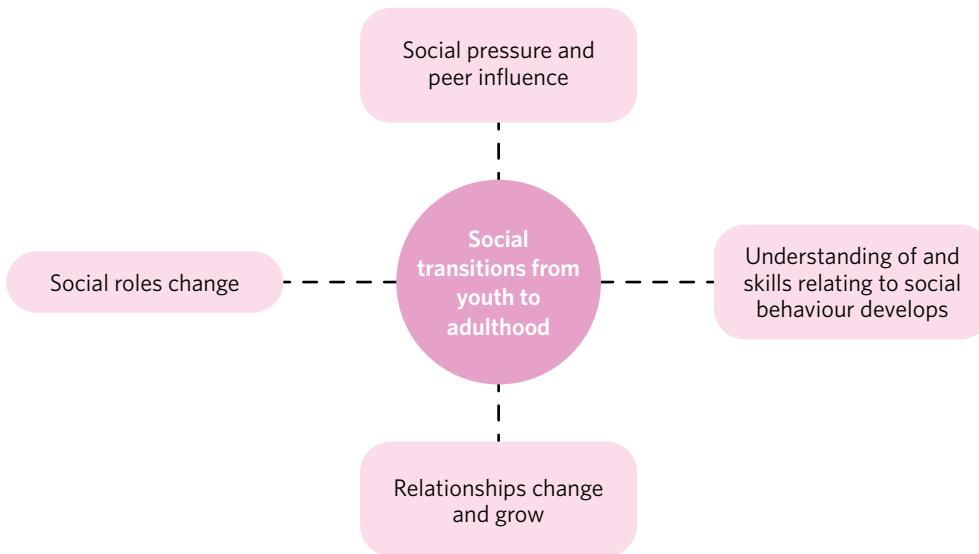 Social pressure and
peer influence
Social roles change
Social
transitions from
youth to
adulthood
Understanding of and
skills relating to social
behaviour develops
Relationships change
and grow